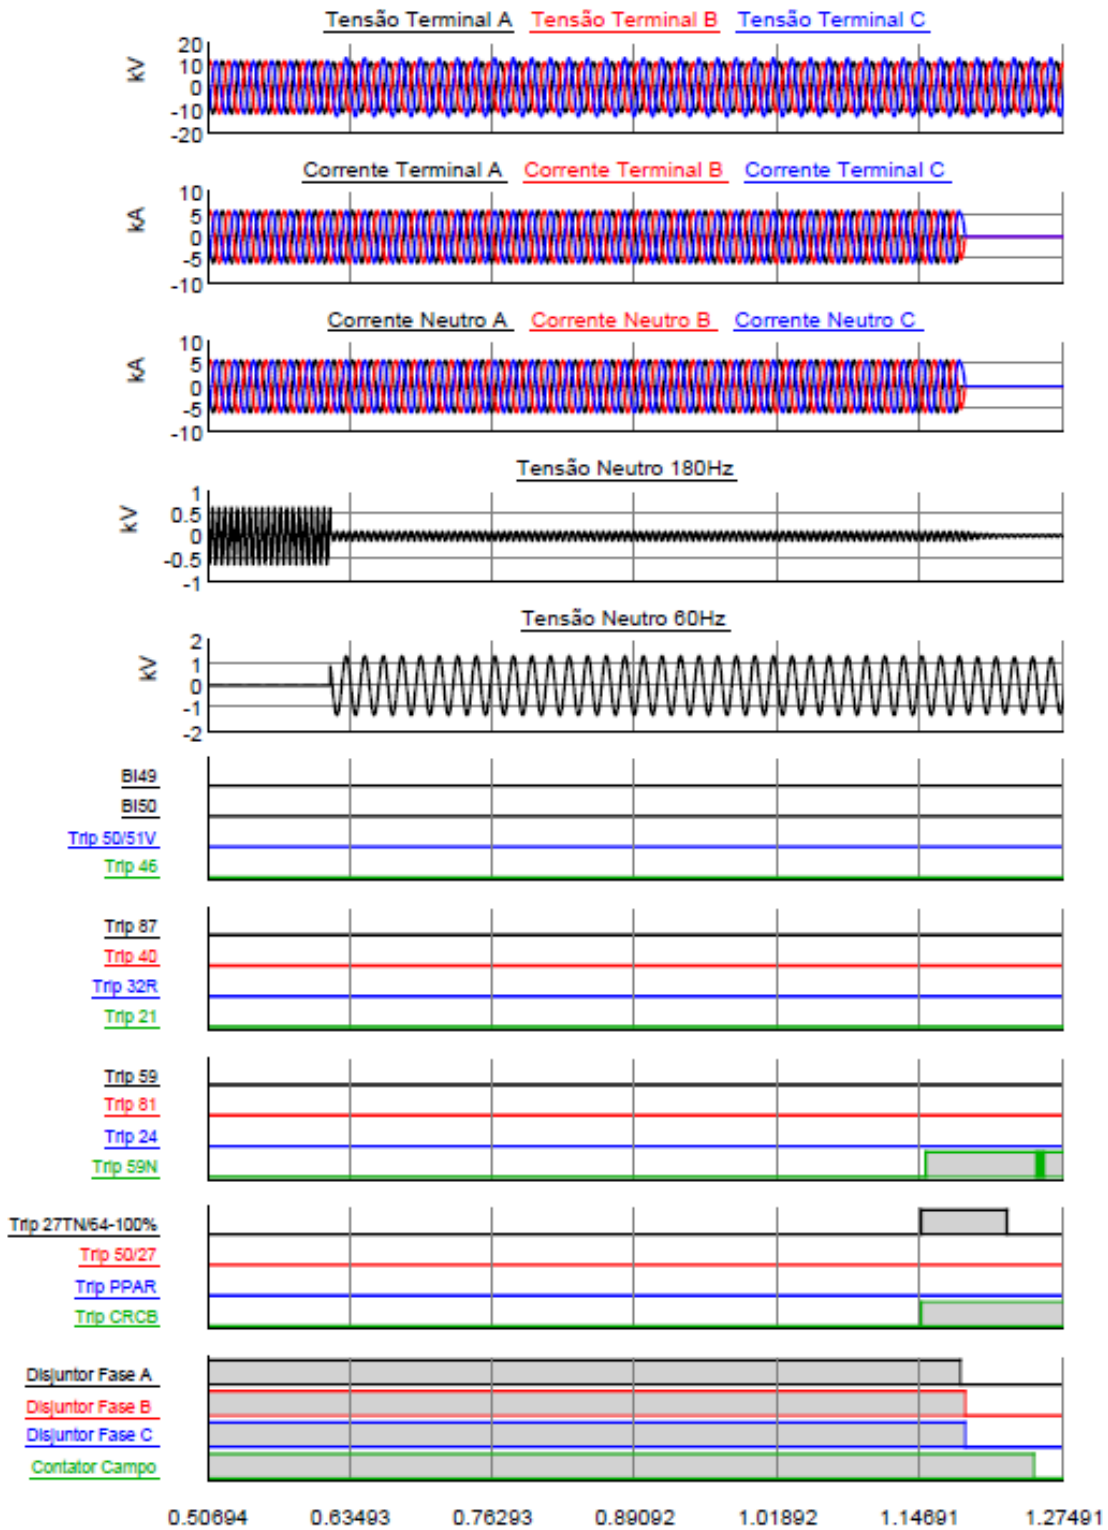 Tensão Terminal A Tensão Terminal B Tensão Terminal C
20
10
0
-10
-20
kV
Corrente Terminal A Corrente Terminal B Corrente Terminal C
10
5
0
-5
-10
kA
Corrente Neutro A Corrente Neutro B Corrente Neutro C
10
5
0
-5
-10
kA
Tensão Neutro 180Hz
1
0.5
0
-0.5
-1
kV
Tensão Neutro 60Hz
2
1
0
-1
-2
kV
BI49
BI50
Trip 50/51V
Trip 46
Trip 87
Trip 40
Trip 32R
Trip 21
Trip 59
Trip 81
Trip 24
Trip 59N
Trip 27TN/64-100%
Trip 50/27
Trip PPAR
Trip CRCB
Disjuntor Fase A
Disjuntor Fase B
Disjuntor Fase C
Contator Campo
0.50694 0.63493 0.76293 0.89092 1.01892 1.14691 1.27491